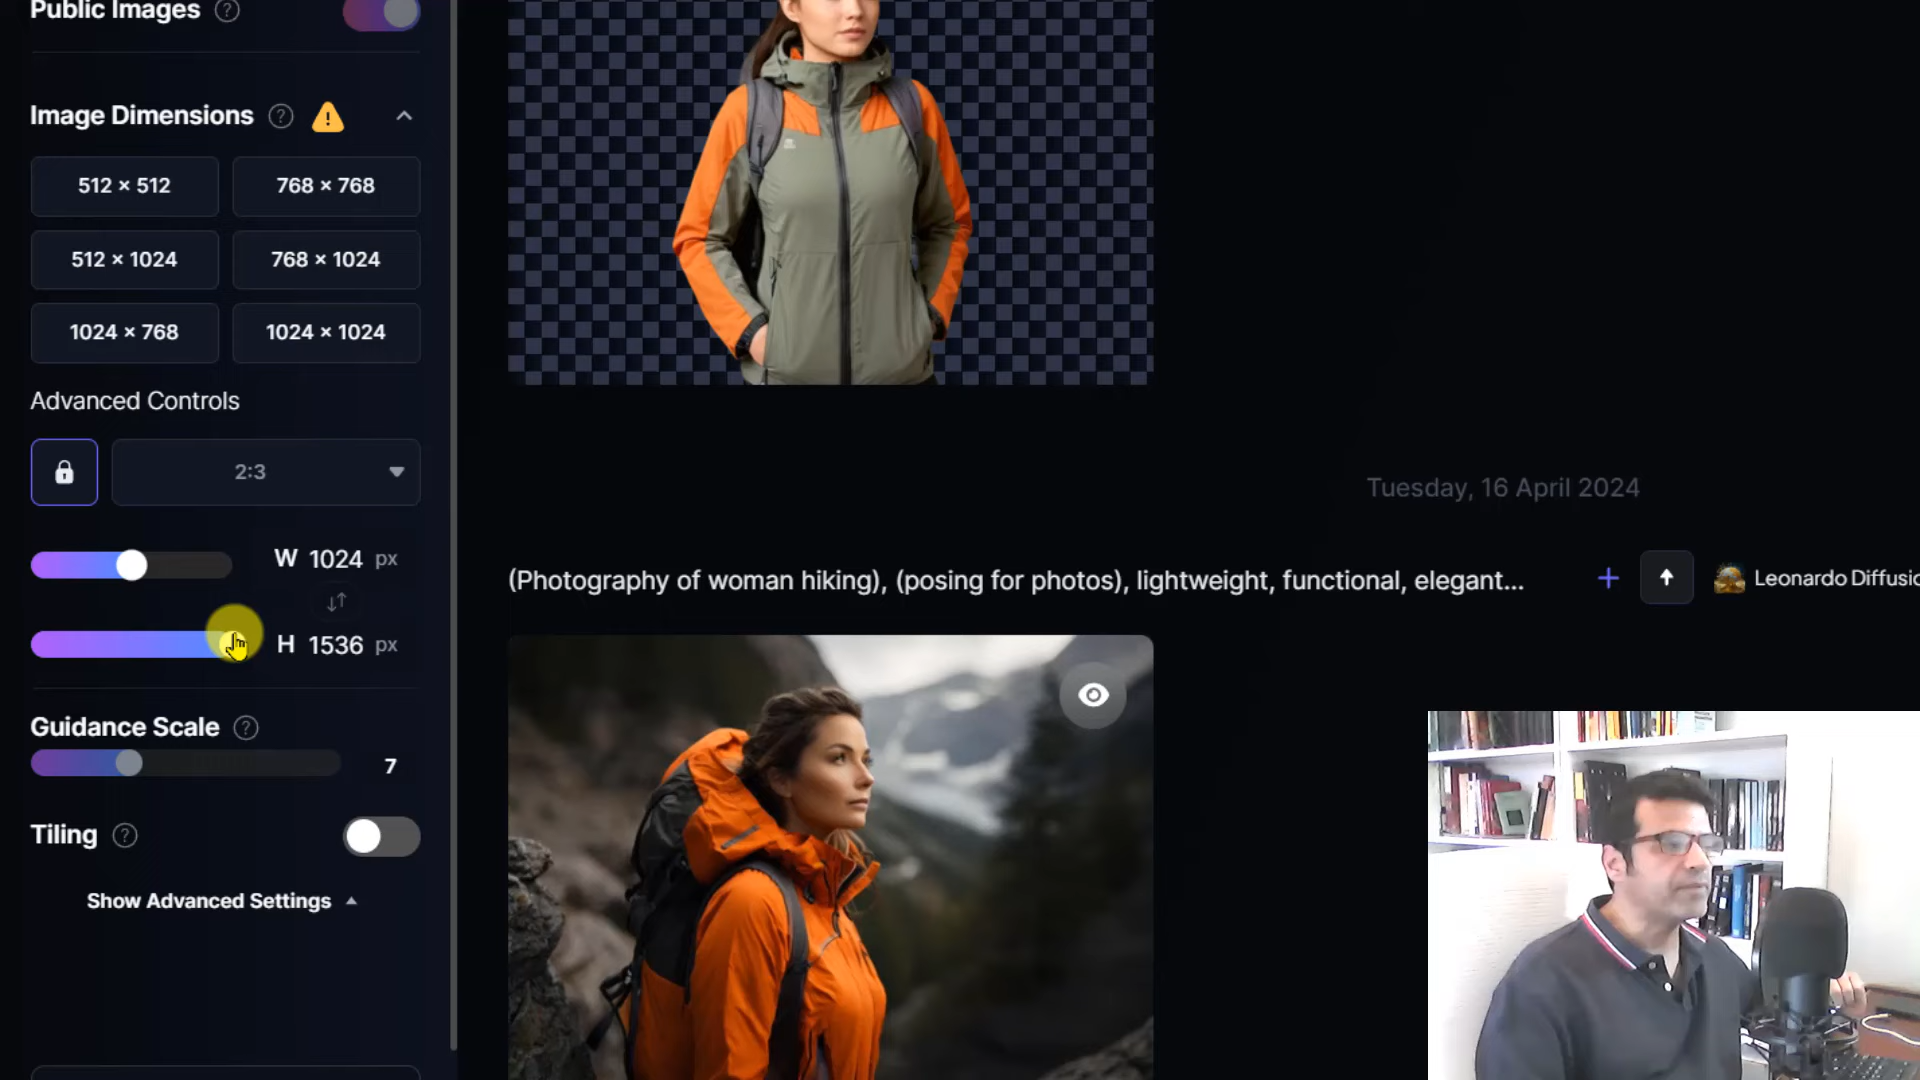 Public Images ?
Image Dimensions ?
512 × 512
768 × 768
512 × 1024
768 × 1024
1024 × 768
1024 × 1024
Advanced Controls
2:3
W 1024 px
H 1536 px
Guidance Scale ?
7
Tiling ?
Show Advanced Settings
Tuesday, 16 April 2024
(Photography of woman hiking), (posing for photos), lightweight, functional, elegant...
Leonardo Diffusio